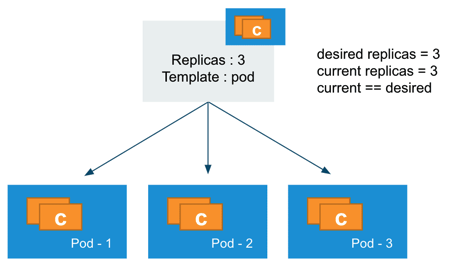 c
Replicas : 3
Template : pod
desired replicas = 3
current replicas = 3
current == desired
c
Pod - 1
c
Pod - 2
c
Pod - 3